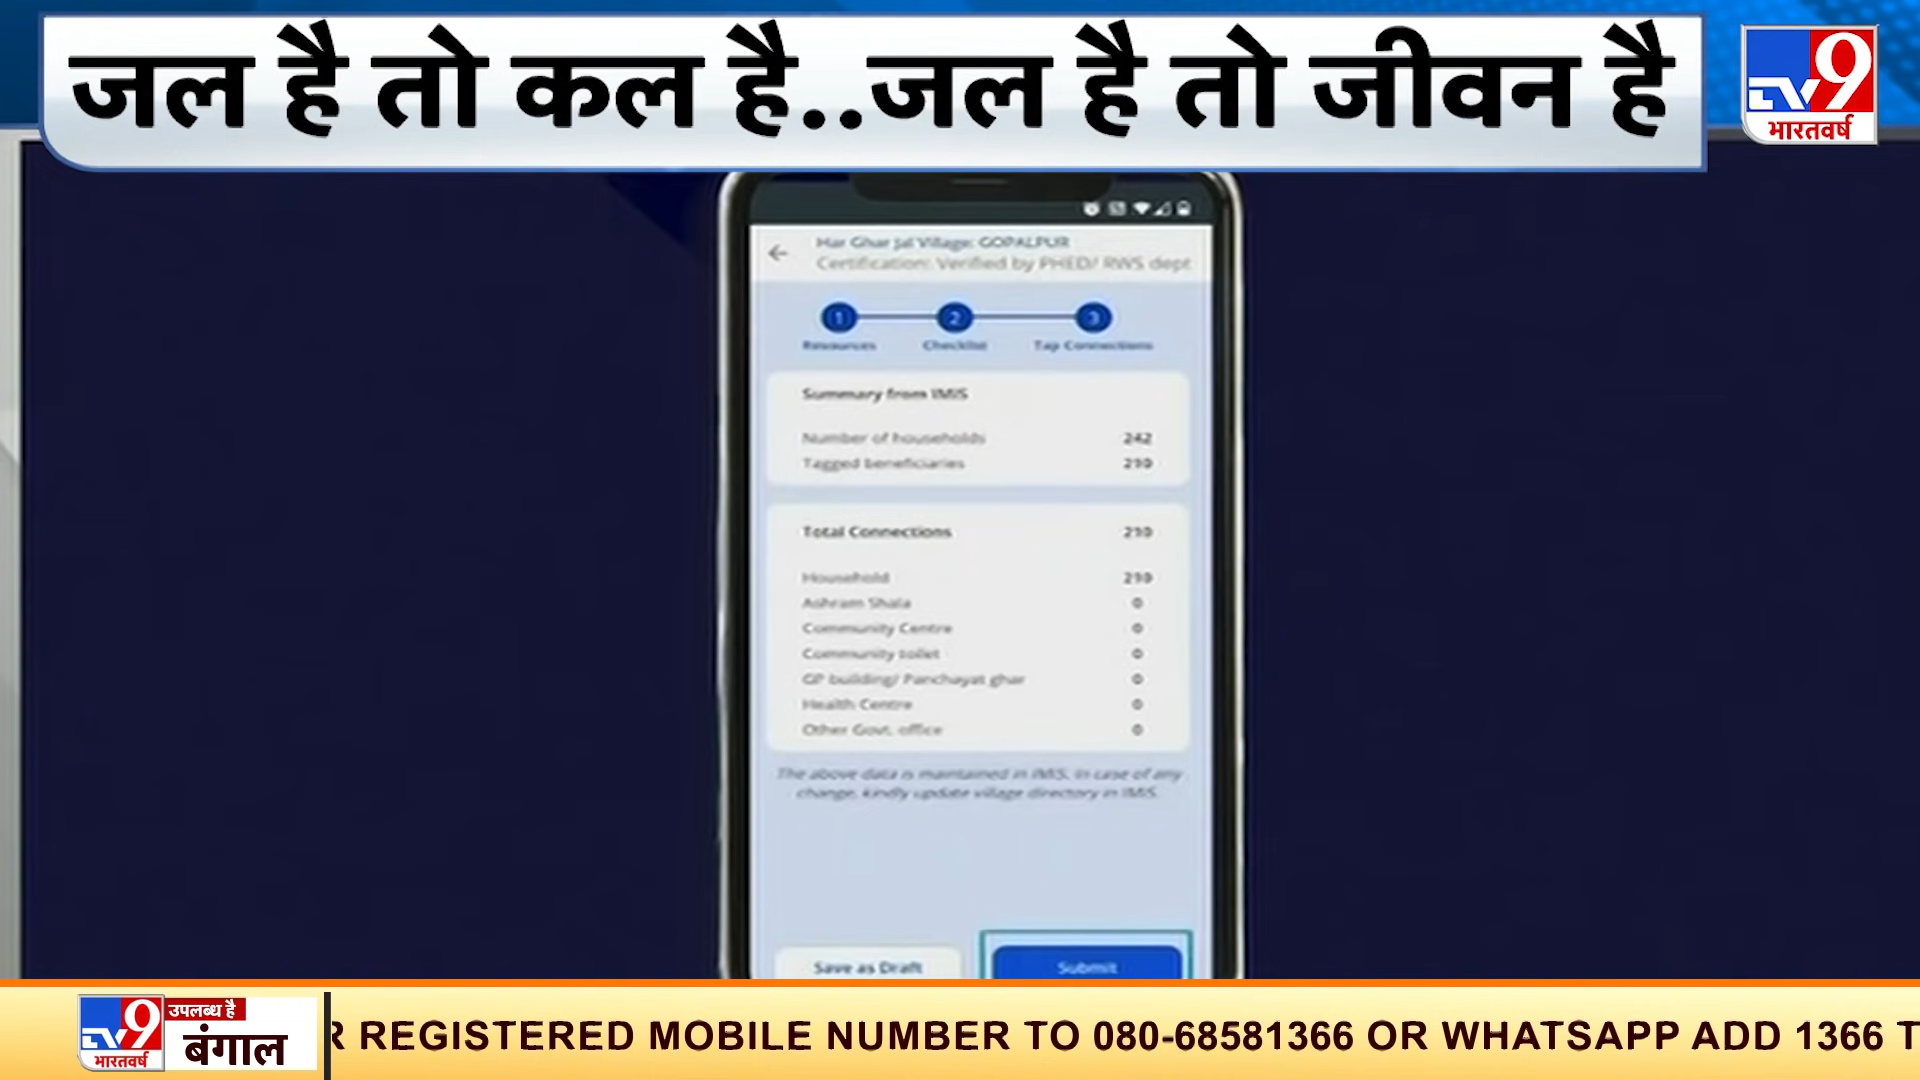 जल है तो कल है..जल है तो जीवन है
TV9
भारतवर्ष
Har Ghar Jal Village: GOPALPUR
Certification: Verified by PHED/ RWS dept
1 2 3
Resources Checklist Tap Connections
Summary from IMIS
Number of households 242
Tagged beneficiaries 210
Total Connections 210
Household 210
Ashram Shala 0
Community Centre 0
Community toilet 0
GP building/ Panchayat ghar 0
Health Centre 0
Other Govt. office 0
The above data is maintained in IMIS. In case of any
change, kindly update village directory in IMIS.
Save as Draft Submit
TV9
भारतवर्ष
उपलब्ध है
बंगाल
R REGISTERED MOBILE NUMBER TO 080-68581366 OR WHATSAPP ADD 1366 T